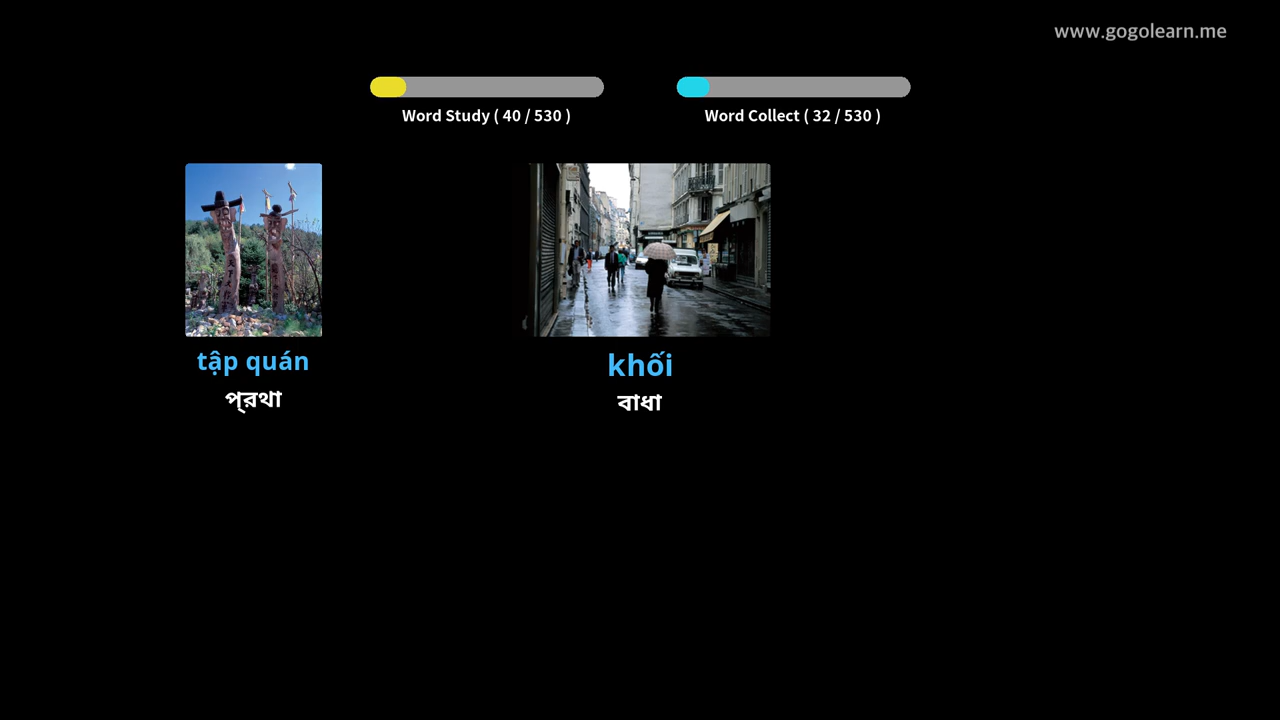 www.gogolearn.me
Word Study ( 40 / 530 )
Word Collect ( 32 / 530 )
tập quán
প্রথা
khối
বাধা